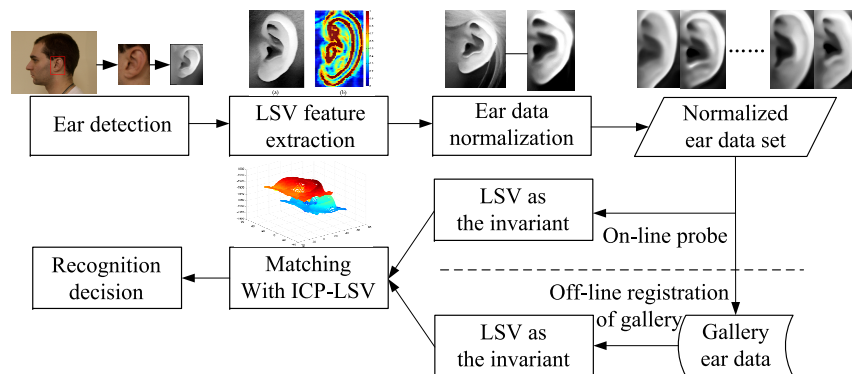 (a)
(b)
Ear detection
LSV feature
extraction
Ear data
normalization
Normalized
ear data set
LSV as
the invariant
On-line probe
Recognition
decision
Matching
With ICP-LSV
Off-line registration
of gallery
LSV as
the invariant
Gallery
ear data